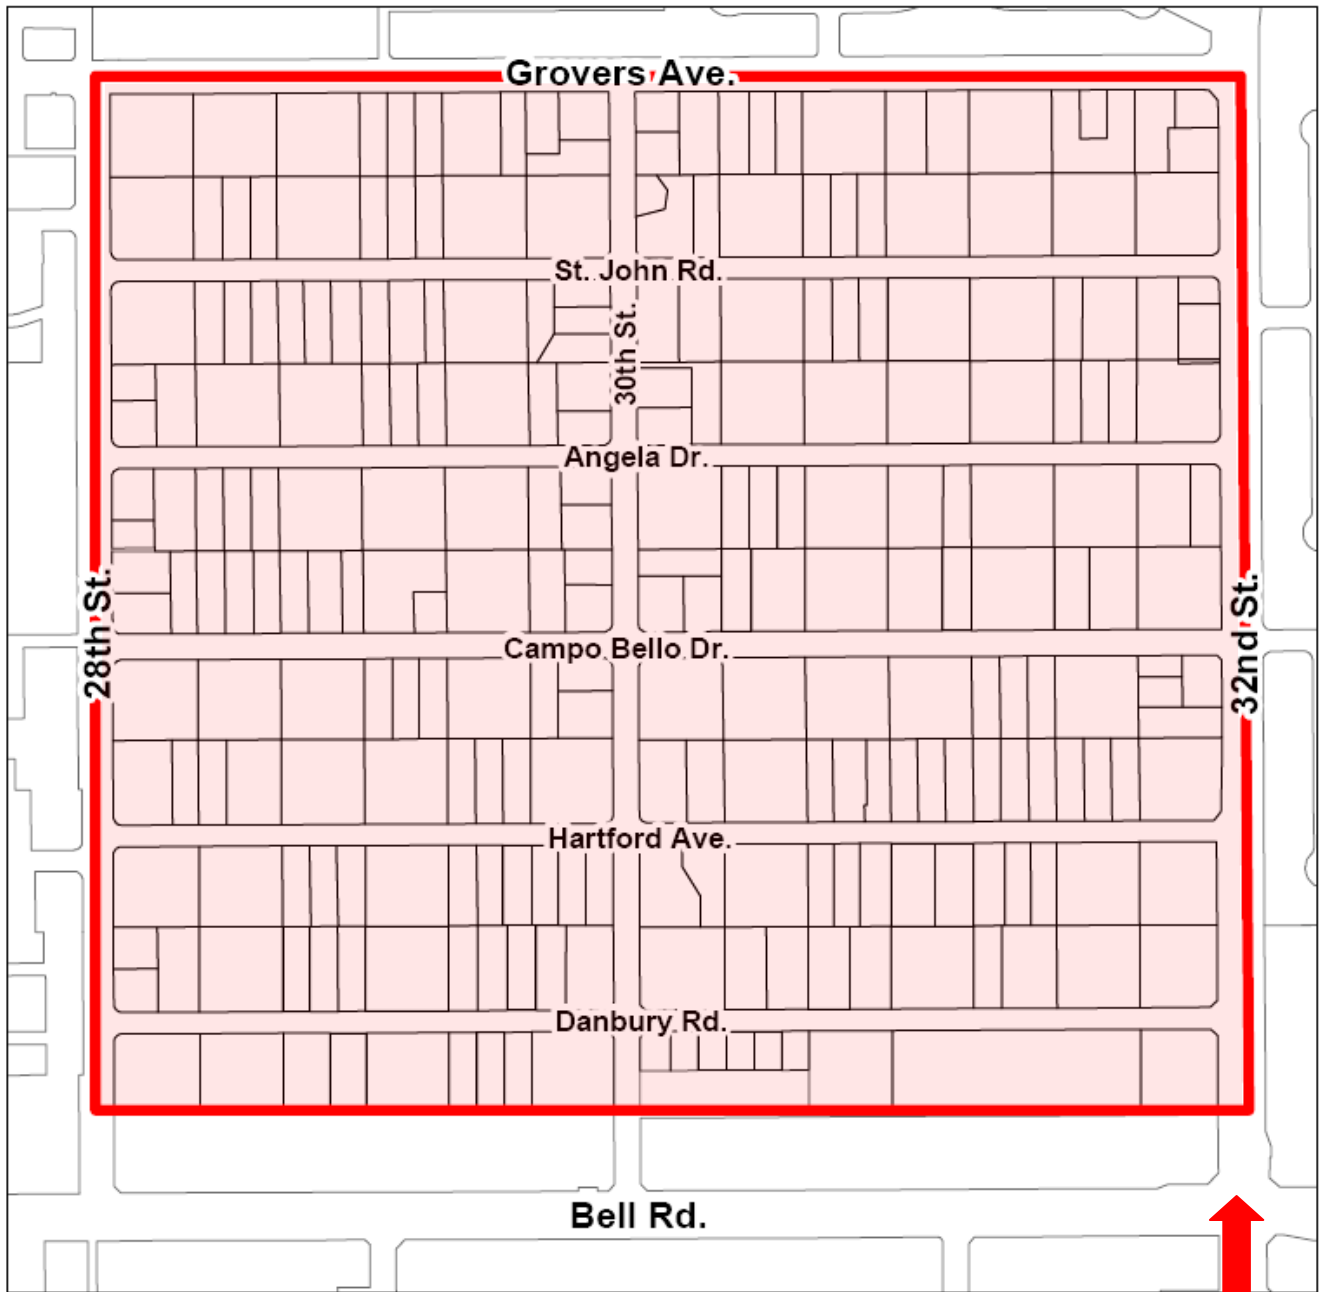 Grovers Ave.
St. John Rd.
30th St.
Angela Dr.
28th St.
32nd St.
Campo Bello Dr.
Hartford Ave.
Danbury Rd.
Bell Rd.